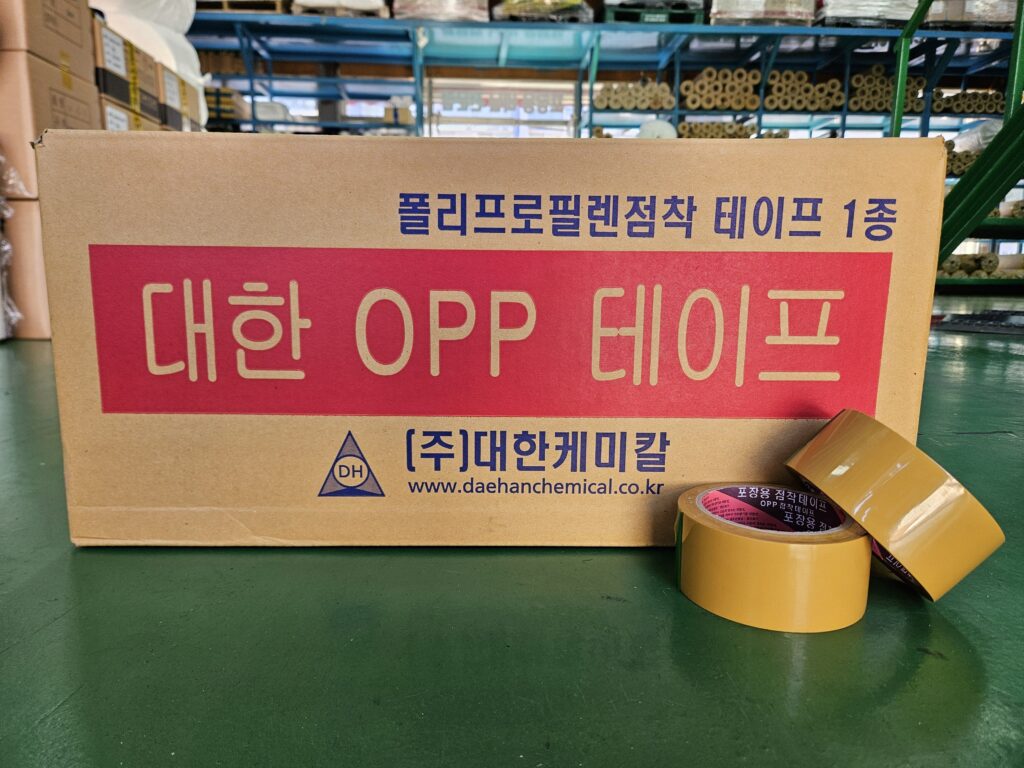 폴리프로필렌점착 테이프 1종
대한 OPP 테이프
DH
(주)대한케미칼
www.daehanchemical.co.kr
포장용 점착테이프
OPP 점착테이프
포장용 점